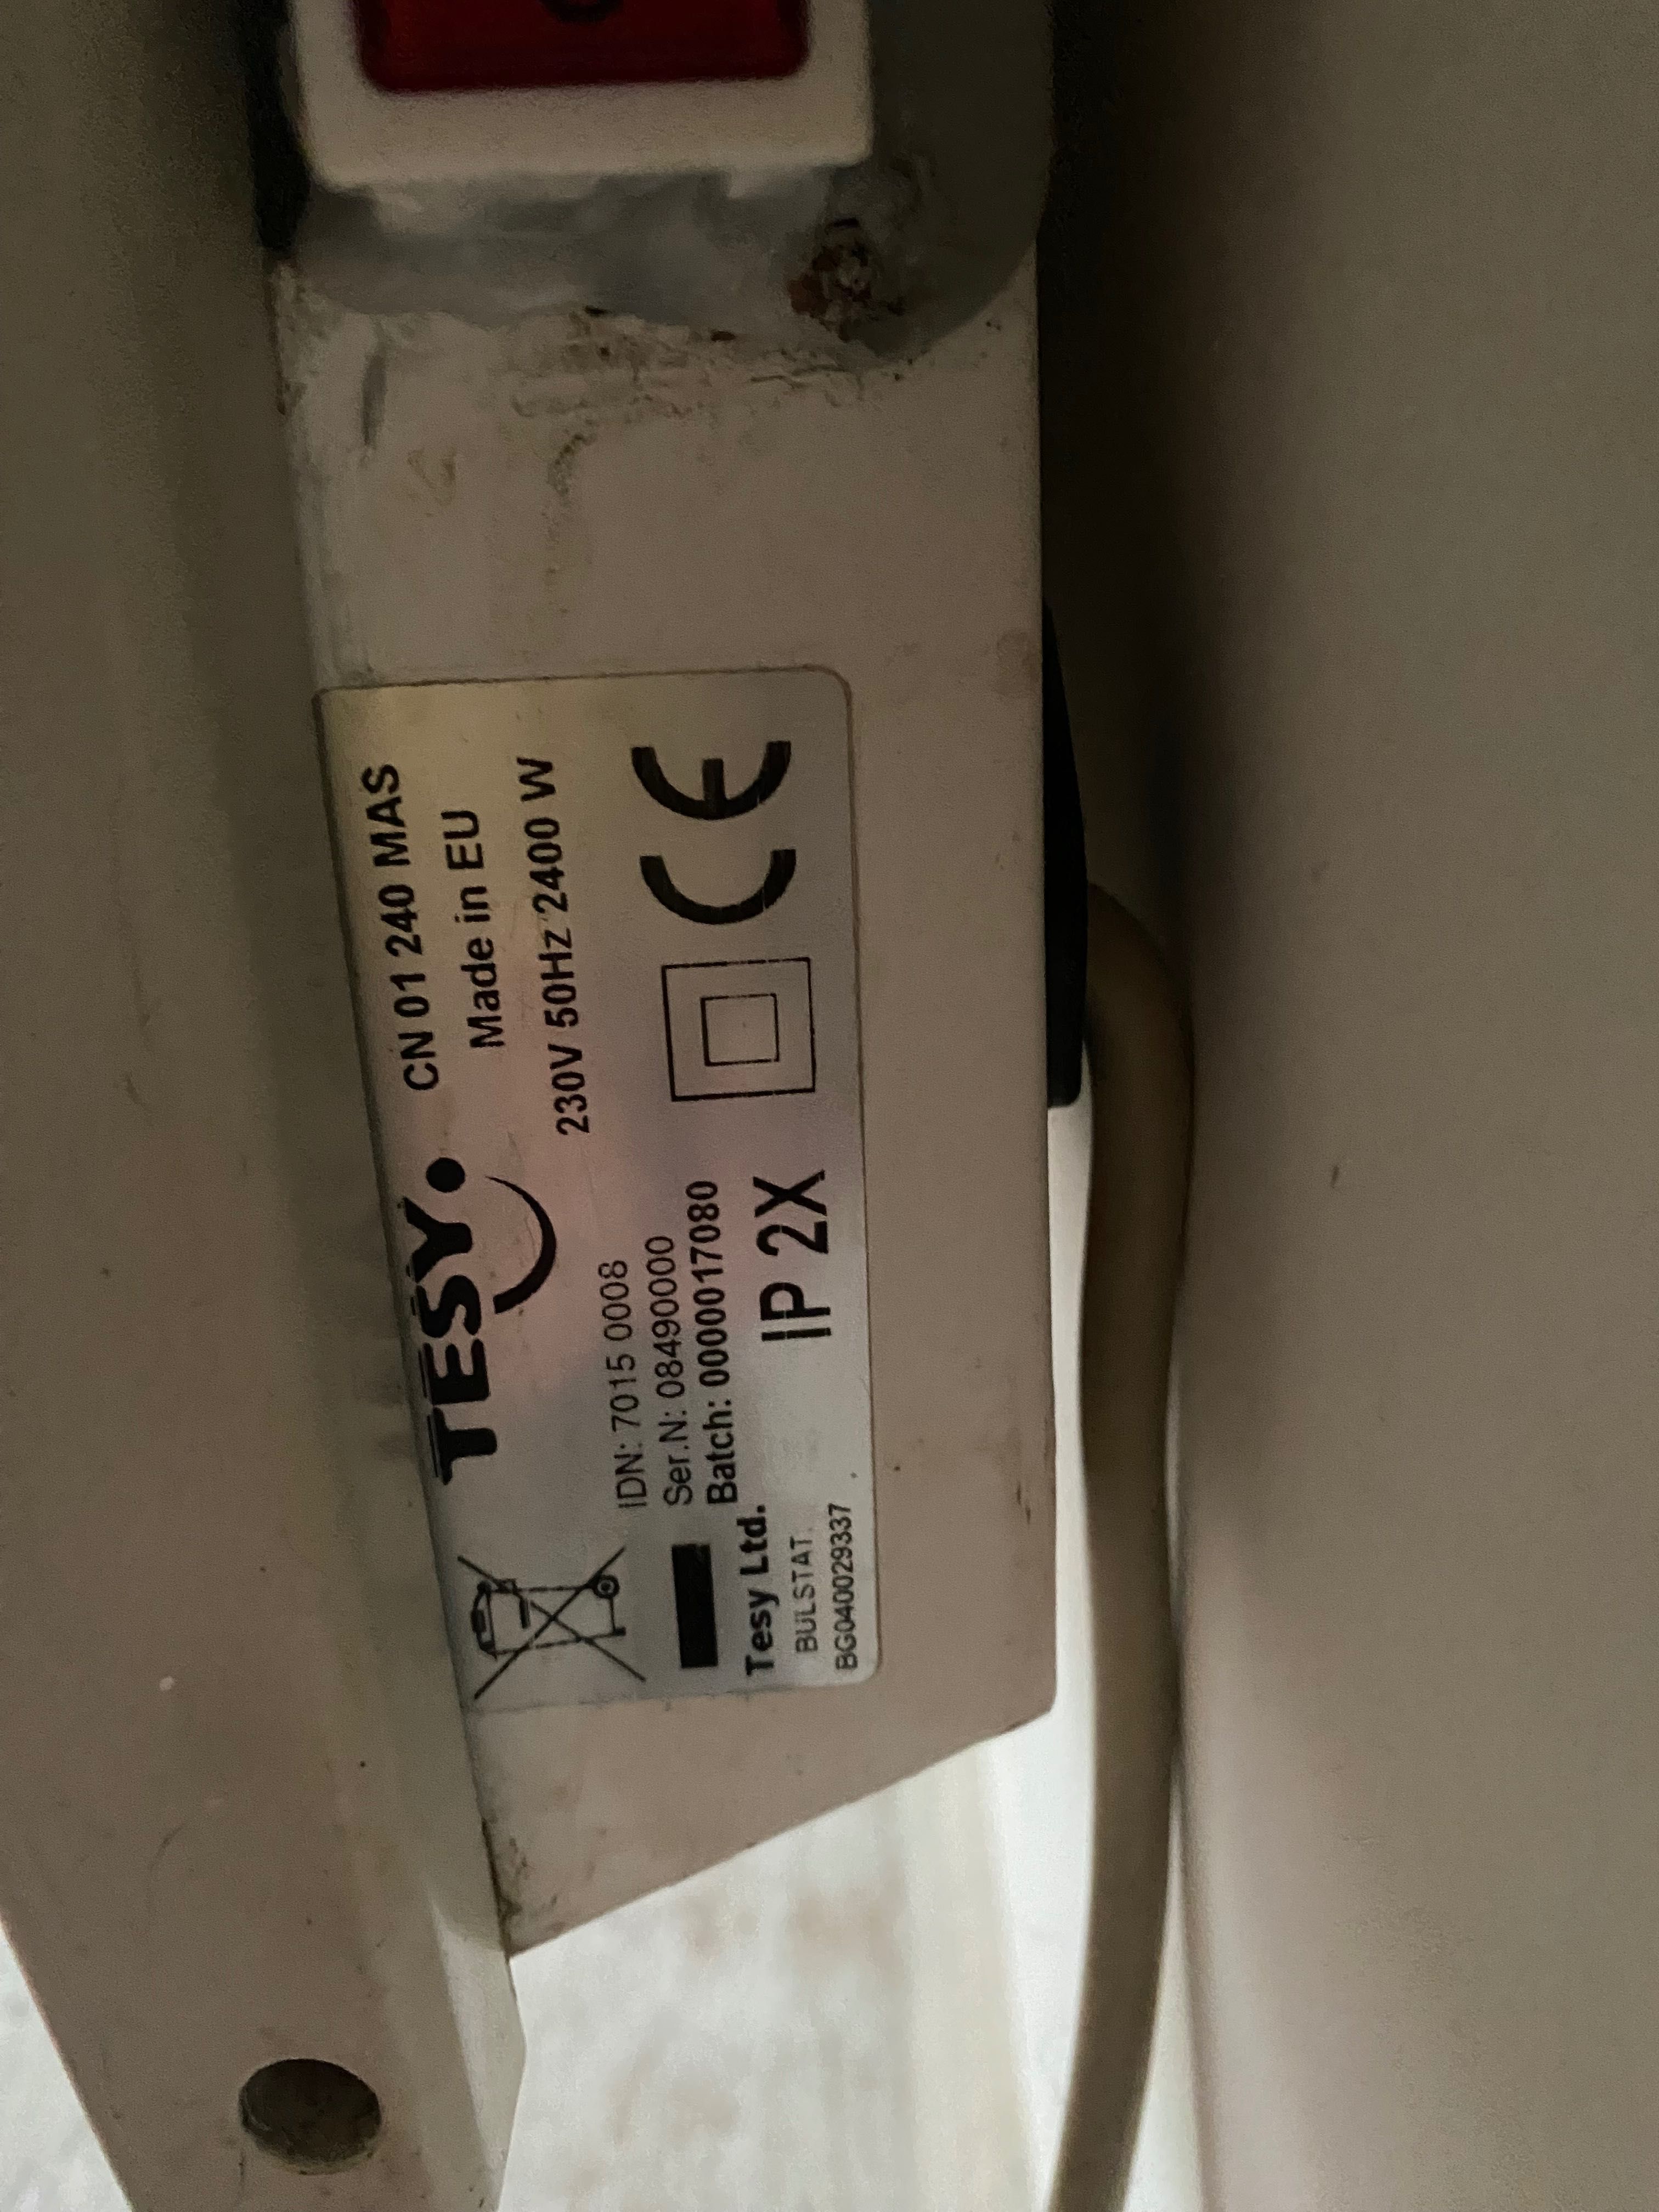 TESY
CN 01 240 MAS
Made in EU
230V 50Hz 2400 W
IDN: 7015 0008
Ser.N: 08490000
Batch: 0000017080
Tesy Ltd.
BULSTAT
BG040029337
IP 2X
CE